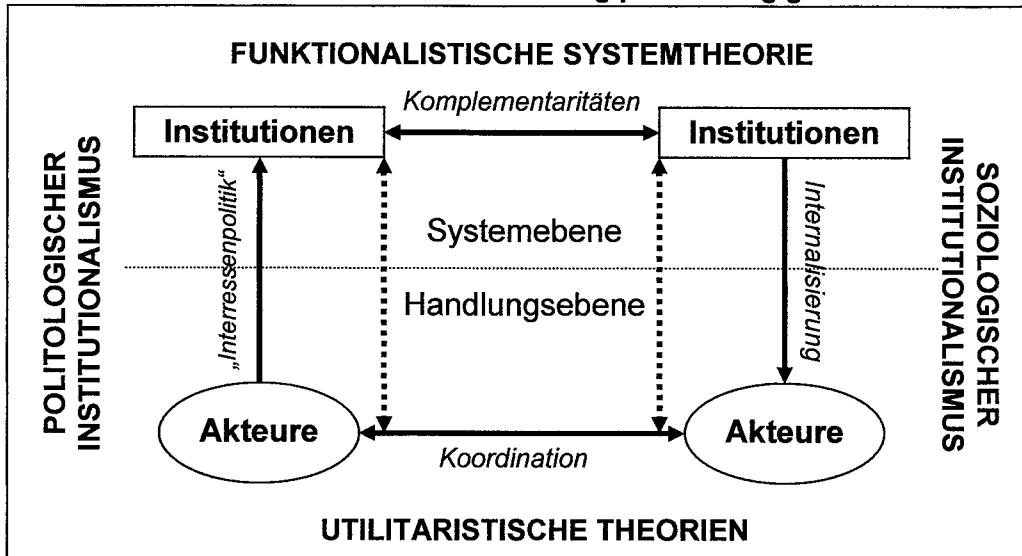 FUNKTIONALISTISCHE SYSTEMTHEORIE
Komplementaritäten
Institutionen
Institutionen
POLITOLOGISCHER
INSTITUTIONALISMUS
„Interressenpolitik“
Systemebene
Handlungsebene
Internalisierung
SOZIOLOGISCHER
INSTITUTIONALISMUS
Akteure
Akteure
Koordination
UTILITARISTISCHE THEORIEN